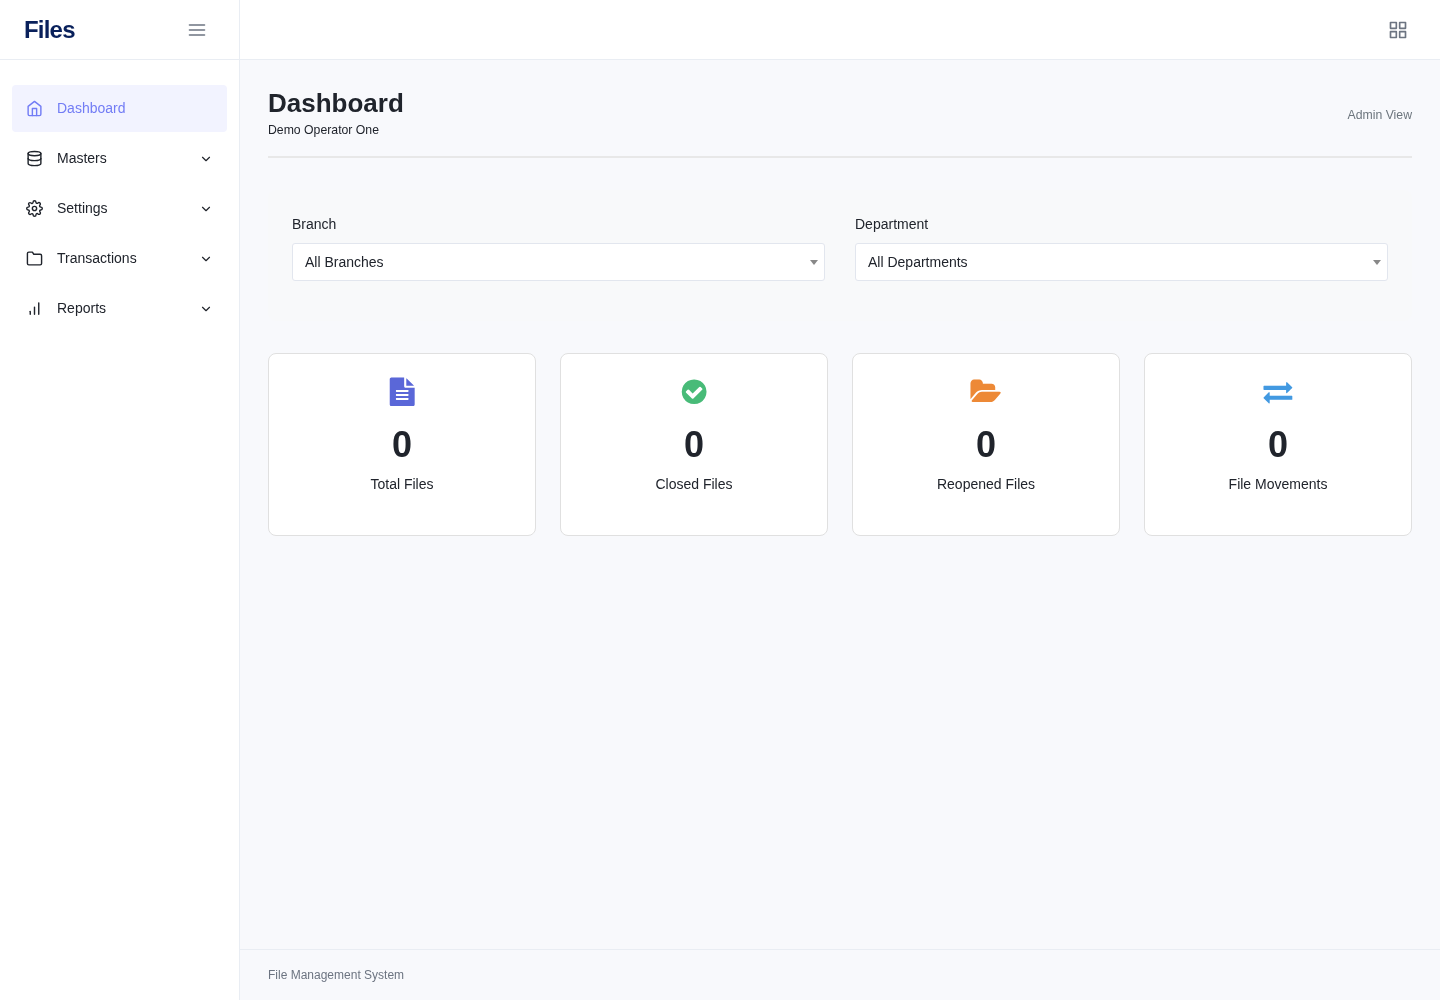 Files
Dashboard
Masters
Settings
Transactions
Reports
Dashboard
Demo Operator One
Admin View
Branch
Department
All Branches
All Departments
0
Total Files
0
Closed Files
0
Reopened Files
0
File Movements
File Management System